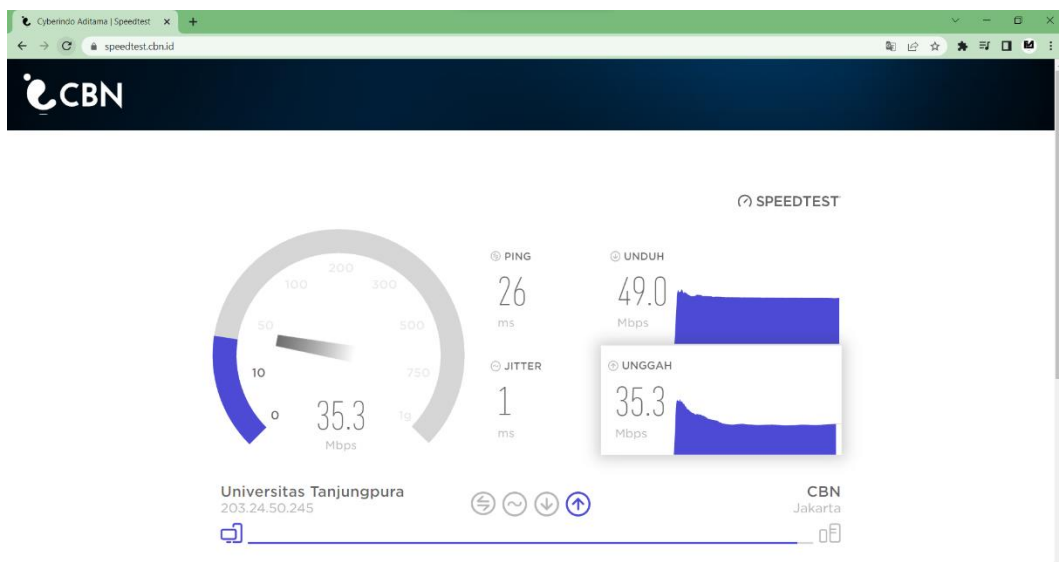 Cyberindo Aditama | Speedtest
speedtest.cbn.id
CBN
SPEEDTEST
PING
26
ms
UNDUH
49.0
Mbps
JITTER
1
ms
UNGGAH
35.3
Mbps
0
10
50
100
200
300
500
750
1g
35.3
Mbps
Universitas Tanjungpura
203.24.50.245
CBN
Jakarta